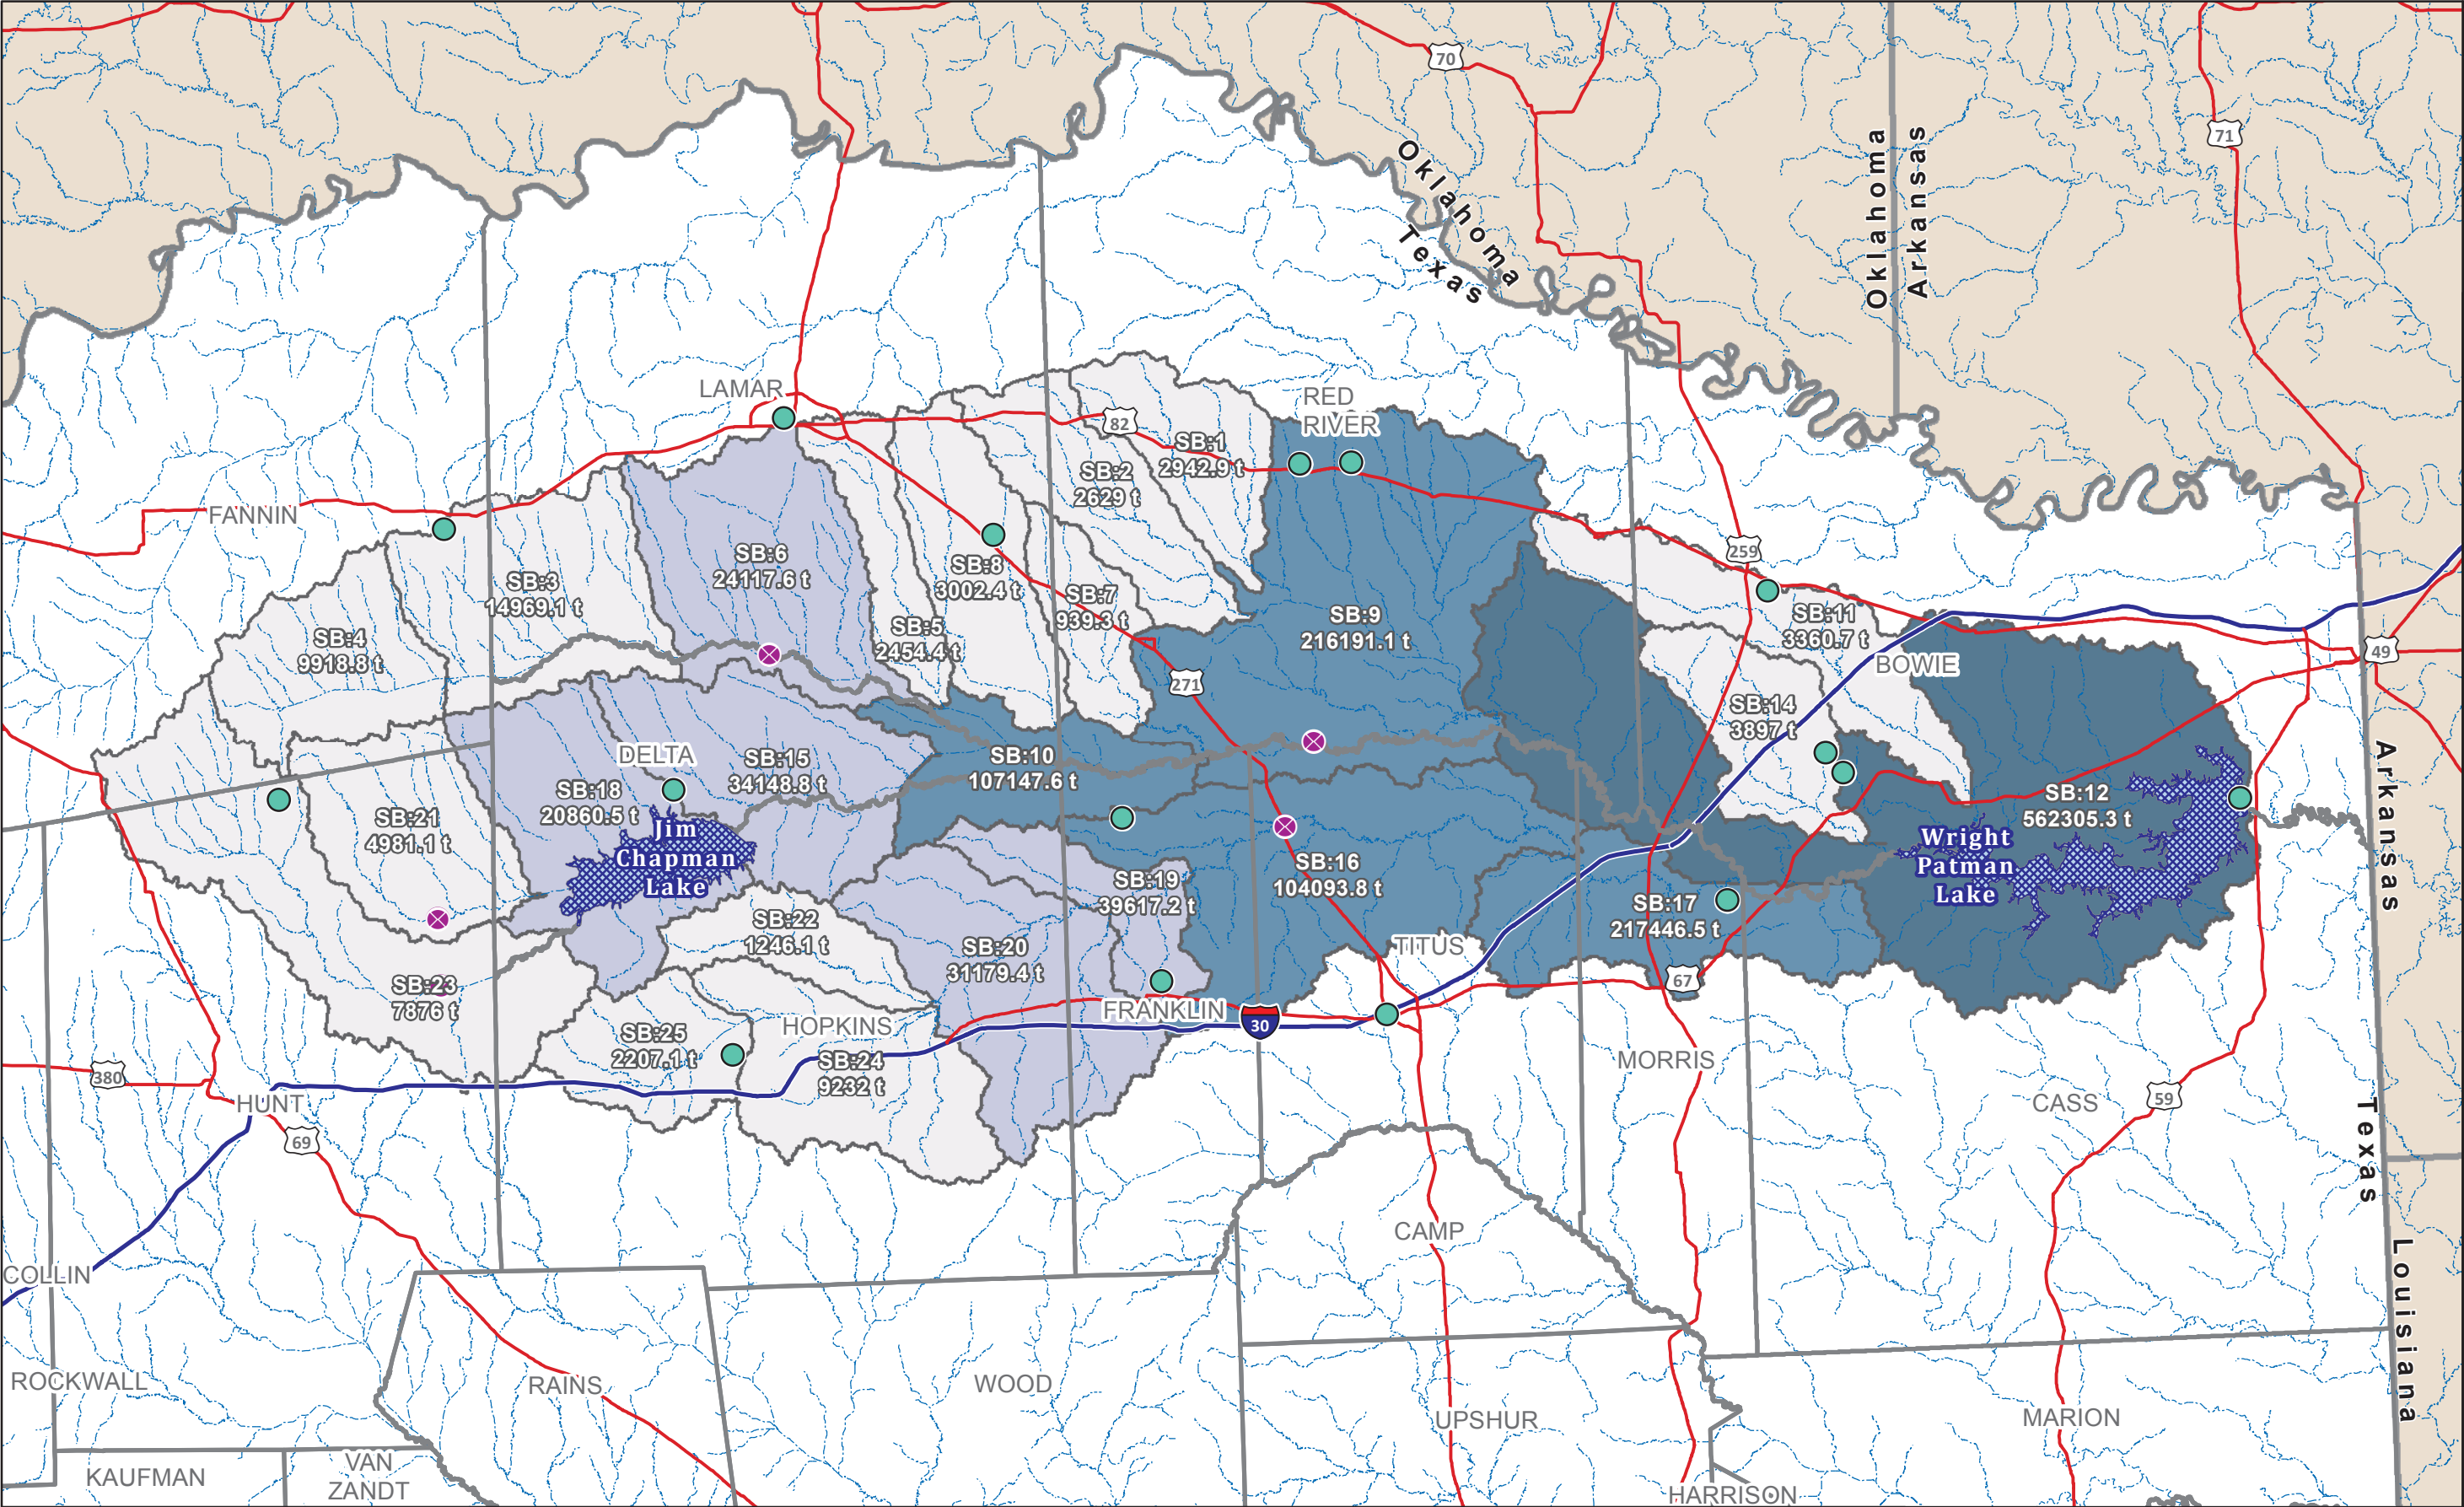 70
71
Oklahoma
Texas
Oklahoma
Arkansas
LAMAR
RED
RIVER
82
SB:1
2942.9 t
SB:2
2629 t
FANNIN
259
SB:6
24117.6 t
SB:8
3002.4 t
SB:3
14969.1 t
SB:7
939.3 t
SB:9
216191.1 t
SB:11
3360.7 t
SB:5
2454.4 t
SB:4
9918.8 t
49
BOWIE
271
SB:14
3897 t
DELTA
SB:15
34148.8 t
SB:10
107147.6 t
SB:18
20860.5 t
SB:12
562305.3 t
SB:21
4981.1 t
Jim
Chapman
Lake
Wright
Patman
Lake
Arkansas
SB:16
104093.8 t
SB:19
39617.2 t
SB:17
217446.5 t
SB:22
1246.1 t
SB:20
31179.4 t
TITUS
67
SB:23
7876 t
FRANKLIN
30
HOPKINS
SB:25
2207.1 t
SB:24
9232 t
MORRIS
380
HUNT
69
59
CASS
Texas
CAMP
COLLIN
Louisiana
ROCKWALL
RAINS
WOOD
UPSHUR
MARION
KAUFMAN
VAN
ZANDT
HARRISON